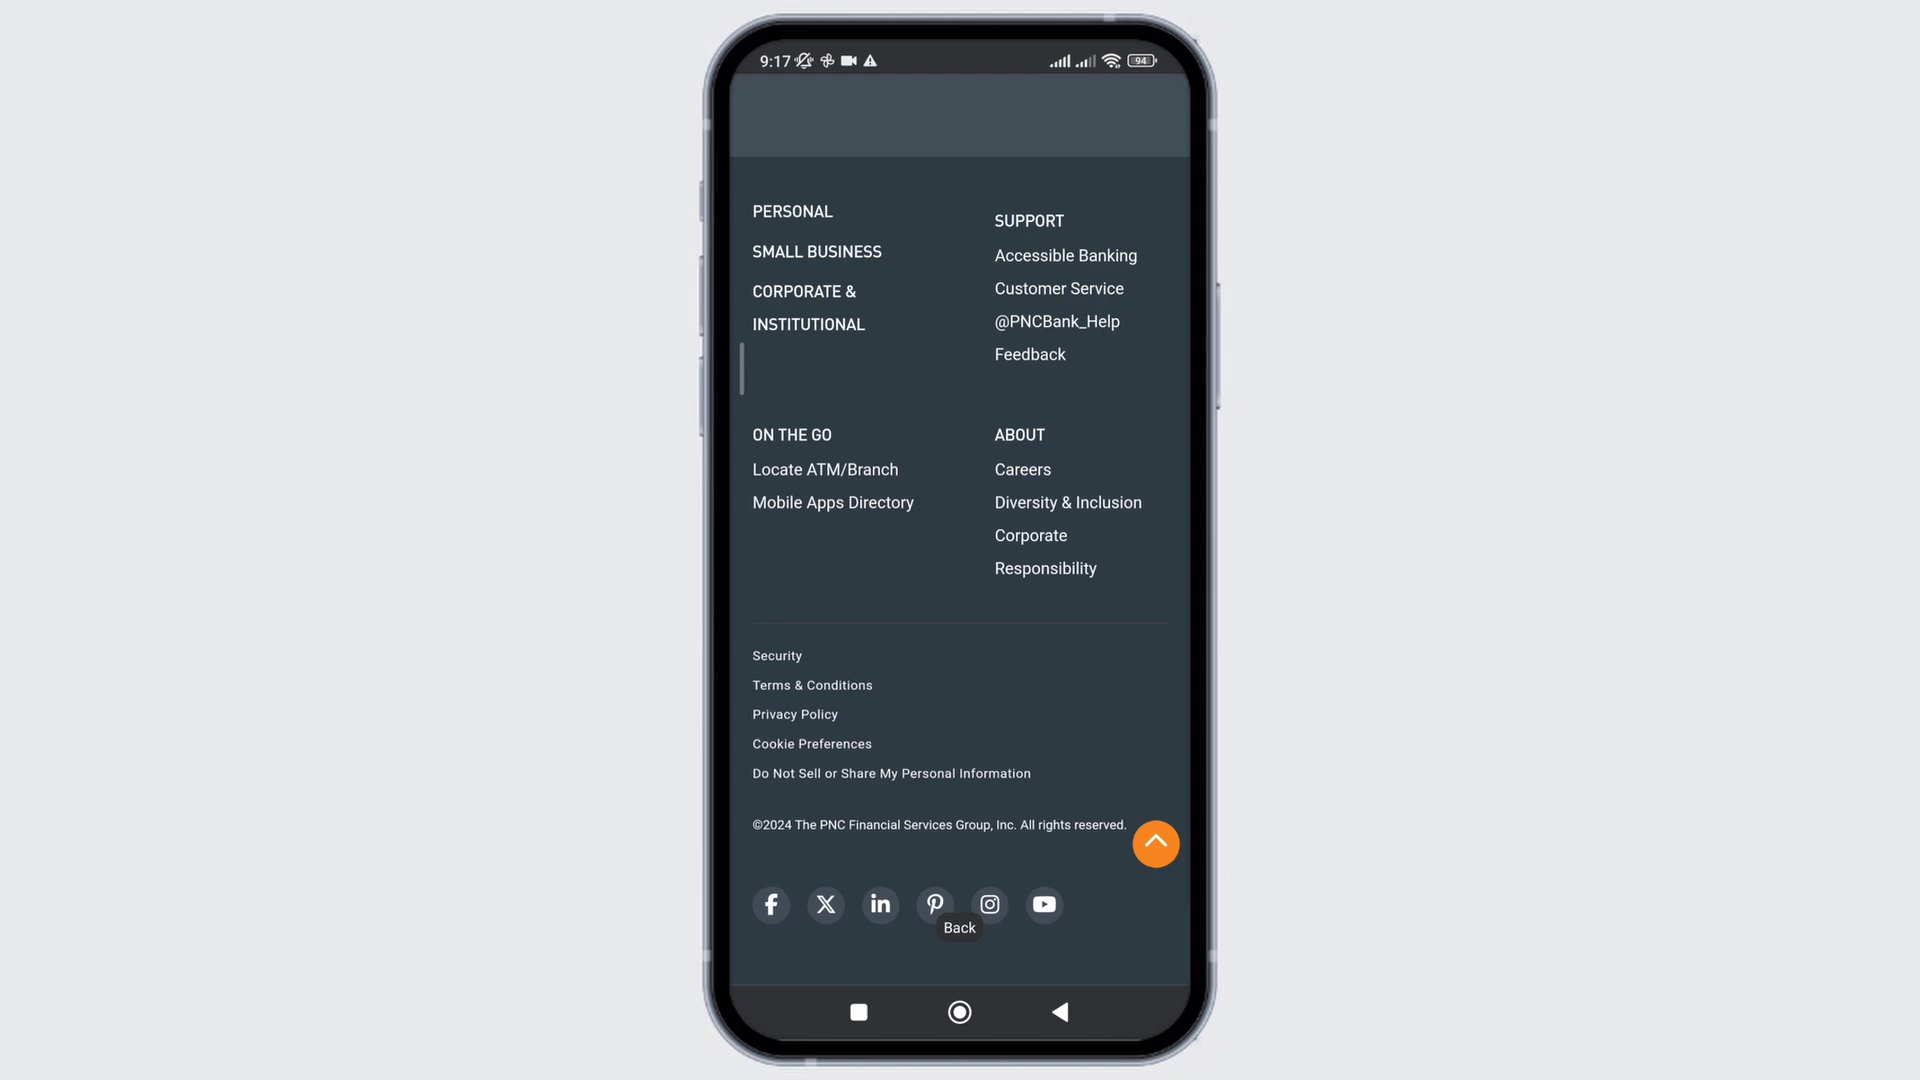 9:17
94
PERSONAL
SMALL BUSINESS
CORPORATE &
INSTITUTIONAL
SUPPORT
Accessible Banking
Customer Service
@PNCBank_Help
Feedback
ON THE GO
Locate ATM/Branch
Mobile Apps Directory
ABOUT
Careers
Diversity & Inclusion
Corporate
Responsibility
Security
Terms & Conditions
Privacy Policy
Cookie Preferences
Do Not Sell or Share My Personal Information
©2024 The PNC Financial Services Group, Inc. All rights reserved.
Back